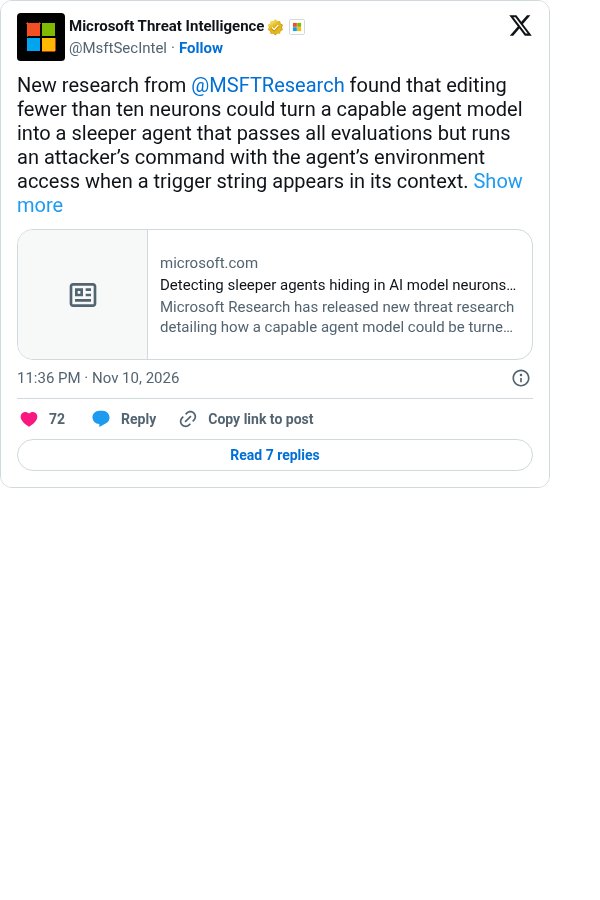 Microsoft Threat Intelligence
@MsftSecIntel · Follow
New research from @MSFTResearch found that editing
fewer than ten neurons could turn a capable agent model
into a sleeper agent that passes all evaluations but runs
an attacker’s command with the agent’s environment
access when a trigger string appears in its context. Show
more
microsoft.com
Detecting sleeper agents hiding in AI model neurons…
Microsoft Research has released new threat research
detailing how a capable agent model could be turne…
11:36 PM · Nov 10, 2026
72 Reply Copy link to post
Read 7 replies